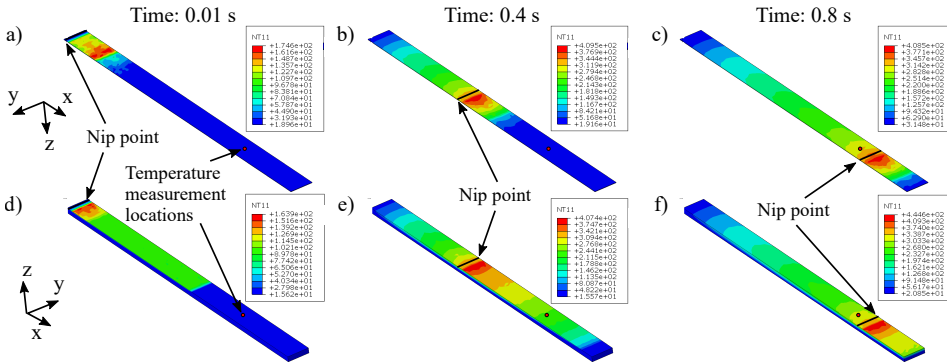 Time: 0.01 s
Time: 0.4 s
Time: 0.8 s
a)
NT11
+1.746e+02
+1.616e+02
+1.487e+02
+1.357e+02
+1.227e+02
+1.097e+02
+9.678e+01
+8.381e+01
+7.084e+01
+5.787e+01
+4.490e+01
+3.193e+01
+1.896e+01
b)
NT11
+4.095e+02
+3.769e+02
+3.444e+02
+3.119e+02
+2.794e+02
+2.468e+02
+2.143e+02
+1.818e+02
+1.493e+02
+1.167e+02
+8.421e+01
+5.168e+01
+1.916e+01
c)
NT11
+4.085e+02
+3.771e+02
+3.457e+02
+3.142e+02
+2.828e+02
+2.514e+02
+2.200e+02
+1.886e+02
+1.572e+02
+1.257e+02
+9.432e+01
+6.290e+01
+3.148e+01
y
x
z
Nip point
Temperature
measurement
locations
Nip point
Nip point
d)
NT11
+1.639e+02
+1.516e+02
+1.392e+02
+1.269e+02
+1.145e+02
+1.021e+02
+8.978e+01
+7.742e+01
+6.506e+01
+5.270e+01
+4.034e+01
+2.798e+01
+1.562e+01
e)
NT11
+4.074e+02
+3.747e+02
+3.421e+02
+3.094e+02
+2.768e+02
+2.441e+02
+2.115e+02
+1.788e+02
+1.462e+02
+1.135e+02
+8.087e+01
+4.822e+01
+1.557e+01
f)
NT11
+4.446e+02
+4.093e+02
+3.740e+02
+3.387e+02
+3.033e+02
+2.680e+02
+2.327e+02
+1.974e+02
+1.621e+02
+1.268e+02
+9.148e+01
+5.617e+01
+2.085e+01
z
y
x